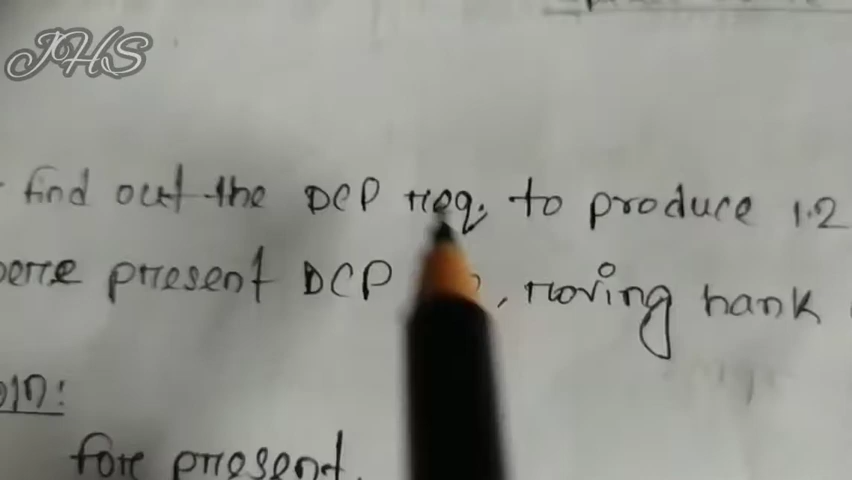 JHS
find out the DCP req. to produce 1.2
present DCP , roving hank
for present